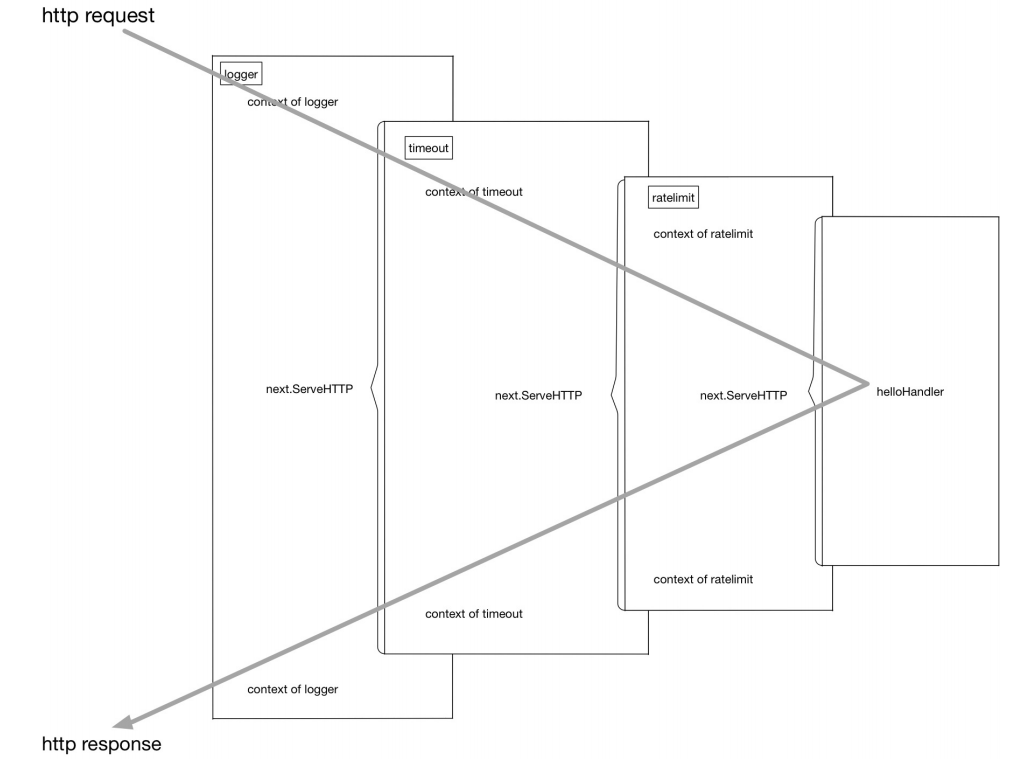 http request
logger
context of logger
timeout
context of timeout
ratelimit
context of ratelimit
next.ServeHTTP
next.ServeHTTP
next.ServeHTTP
helloHandler
context of ratelimit
context of timeout
context of logger
http response